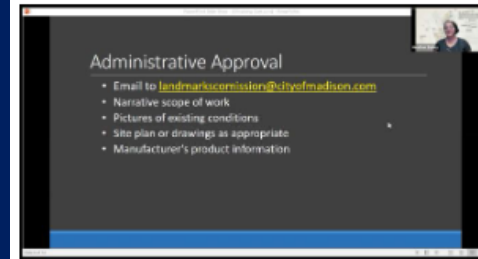 Administrative Approval
• Email to landmarkscomission@cityofmadison.com
• Narrative scope of work
• Pictures of existing conditions
• Site plan or drawings as appropriate
• Manufacturer's product information